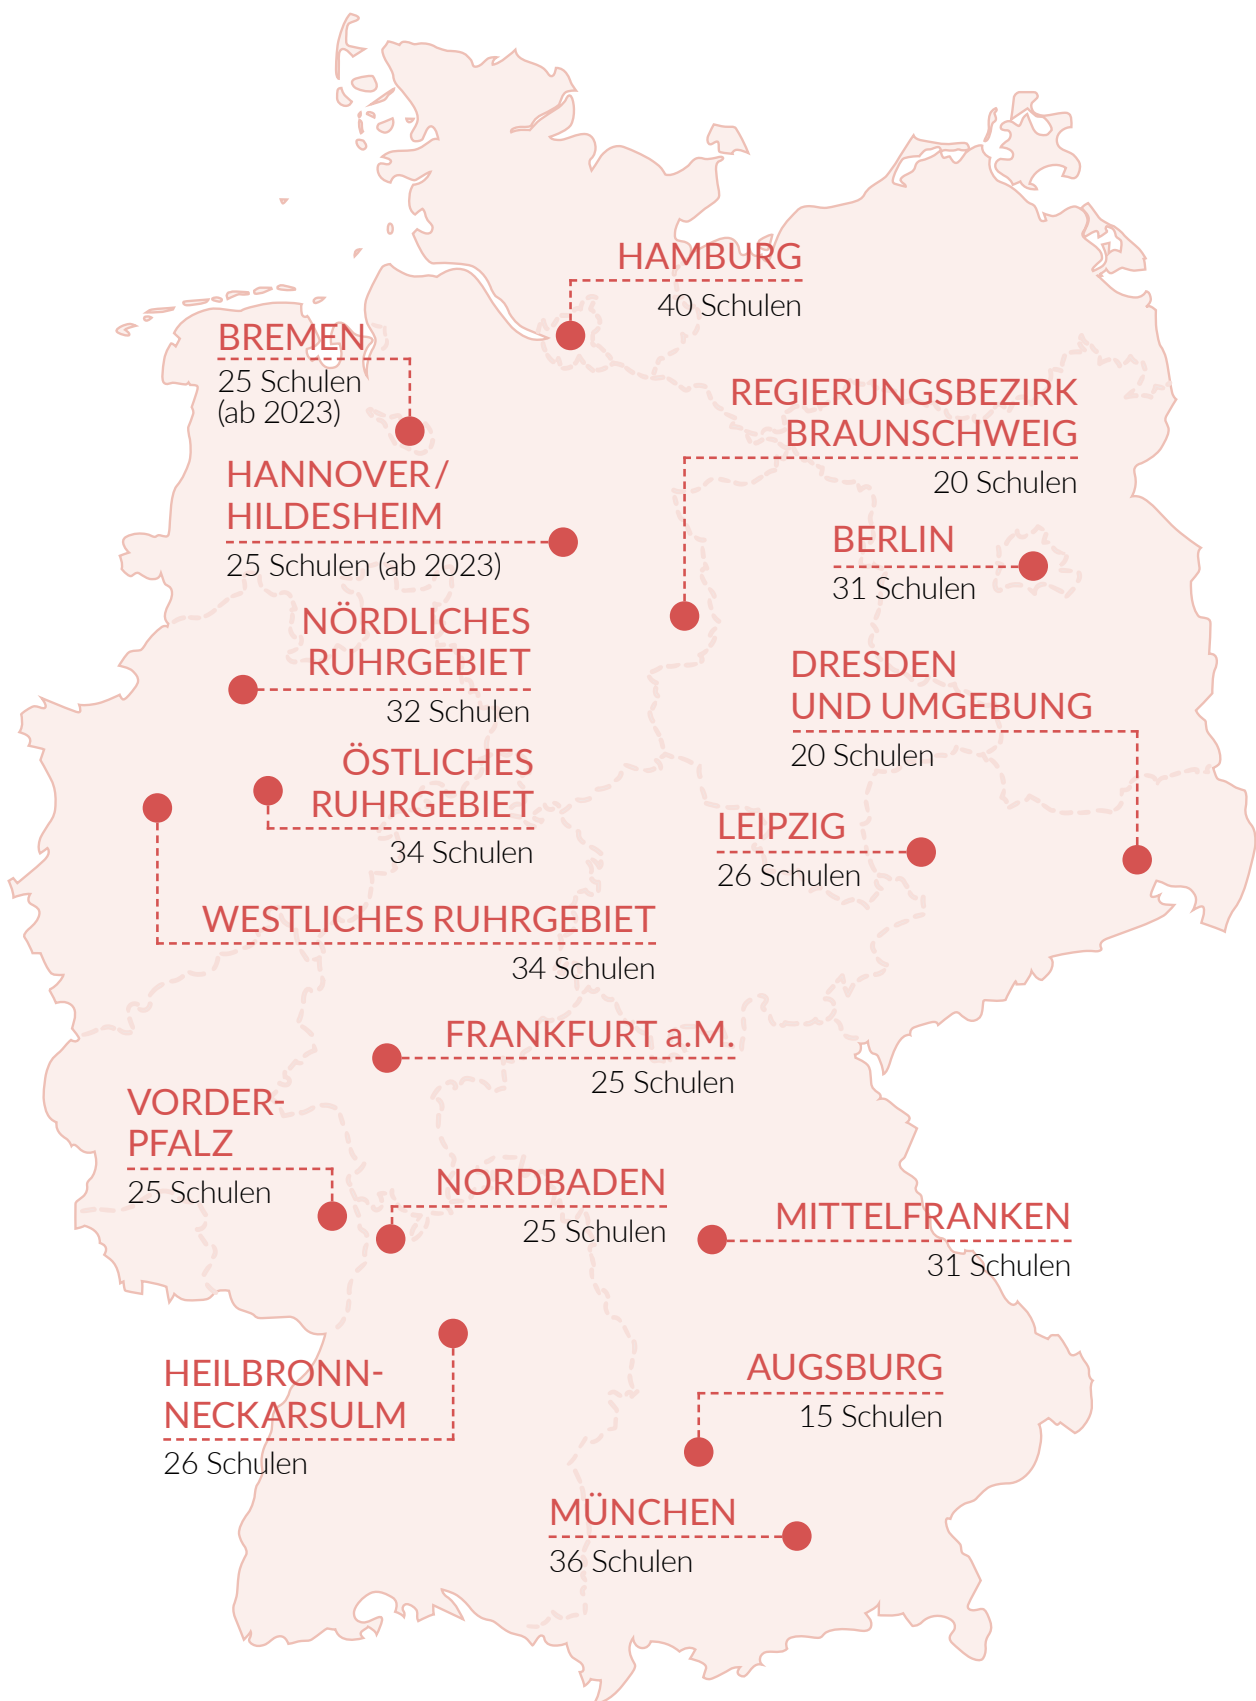 HAMBURG
40 Schulen
BREMEN
25 Schulen
(ab 2023)
REGIERUNGSBEZIRK
BRAUNSCHWEIG
20 Schulen
HANNOVER/
HILDESHEIM
25 Schulen (ab 2023)
BERLIN
31 Schulen
NÖRDLICHES
RUHRGEBIET
32 Schulen
DRESDEN
UND UMGEBUNG
20 Schulen
ÖSTLICHES
RUHRGEBIET
34 Schulen
LEIPZIG
26 Schulen
WESTLICHES RUHRGEBIET
34 Schulen
FRANKFURT a.M.
25 Schulen
VORDER-
PFALZ
25 Schulen
NORDBADEN
25 Schulen
MITTELFRANKEN
31 Schulen
HEILBRONN-
NECKARSULM
26 Schulen
AUGSBURG
15 Schulen
MÜNCHEN
36 Schulen